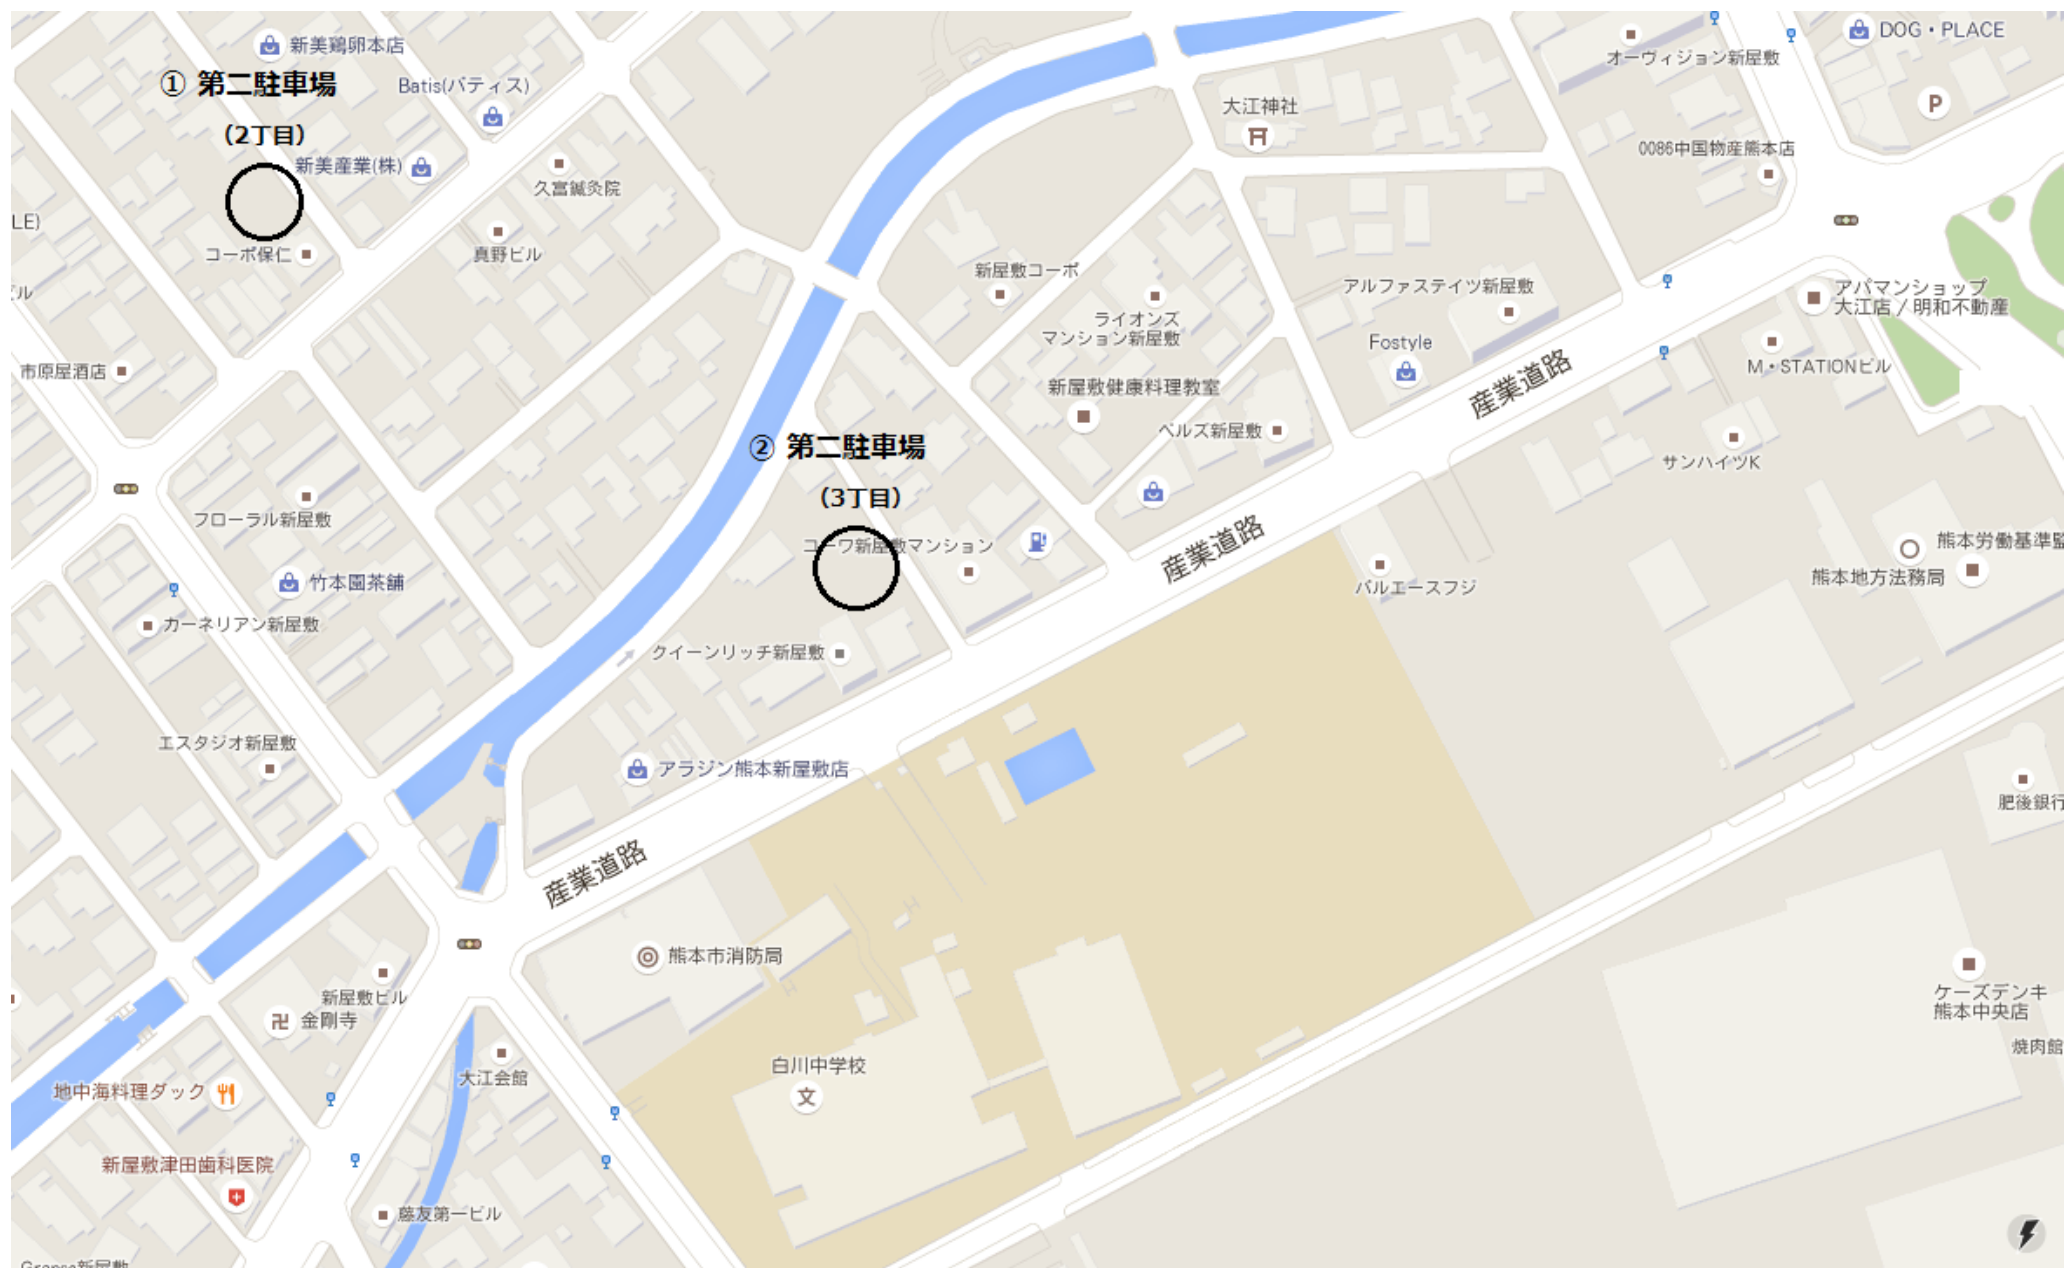 新美鶏卵本店
① 第二駐車場
(2丁目)
Batis(バティス)
新美産業(株)
久富鍼灸院
真野ビル
コーポ保仁
LE)
ビル
市原屋酒店
大江神社
オーヴィジョン新屋敷
DOG・PLACE
P
0086中国物産熊本店
新屋敷コーポ
ライオンズ
マンション新屋敷
アルファステイツ新屋敷
アパマンショップ
大江店/明和不動産
Fostyle
M・STATIONビル
産業道路
新屋敷健康料理教室
ベルズ新屋敷
サンハイツK
② 第二駐車場
(3丁目)
コーワ新屋敷マンション
産業道路
パルエースフジ
熊本労働基準監
熊本地方法務局
フローラル新屋敷
竹本園茶舗
カーネリアン新屋敷
クイーンリッチ新屋敷
エスタジオ新屋敷
アラジン熊本新屋敷店
肥後銀行
産業道路
熊本市消防局
新屋敷ビル
卍 金剛寺
ケーズデンキ
熊本中央店
焼肉館
大江会館
白川中学校
文
地中海料理ダック
新屋敷津田歯科医院
藤友第一ビル